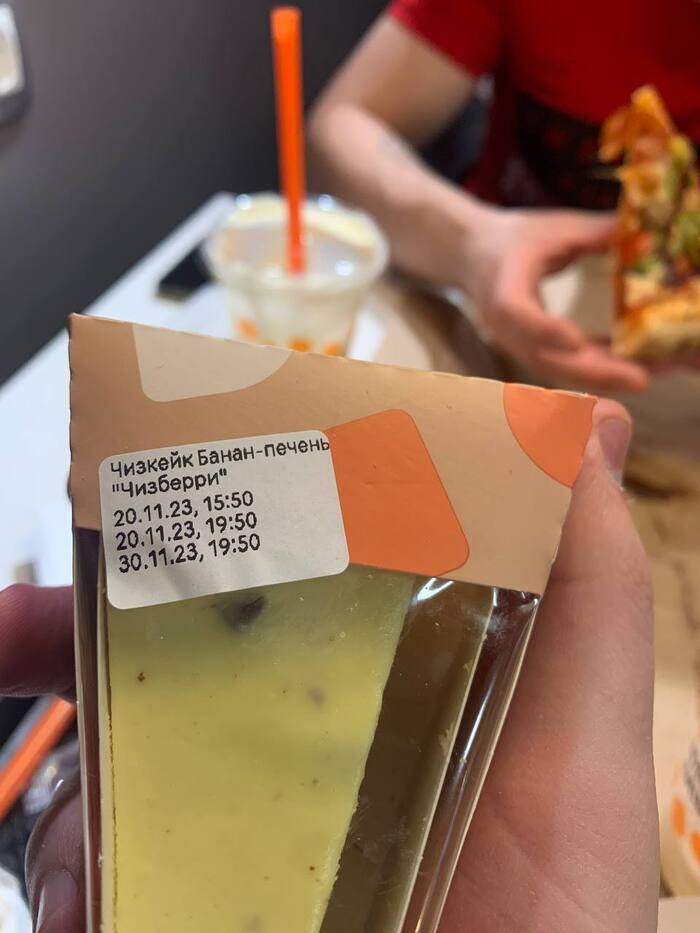 Чизкейк Банан-печень
"Чизберри"
20.11.23, 15:50
20.11.23, 19:50
30.11.23, 19:50